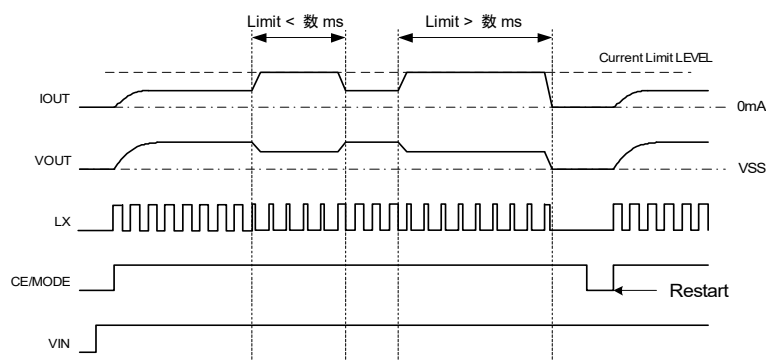 Limit < 数 ms
Limit > 数 ms
Current Limit LEVEL
IOUT
0mA
VOUT
VSS
LX
CE/MODE
Restart
VIN